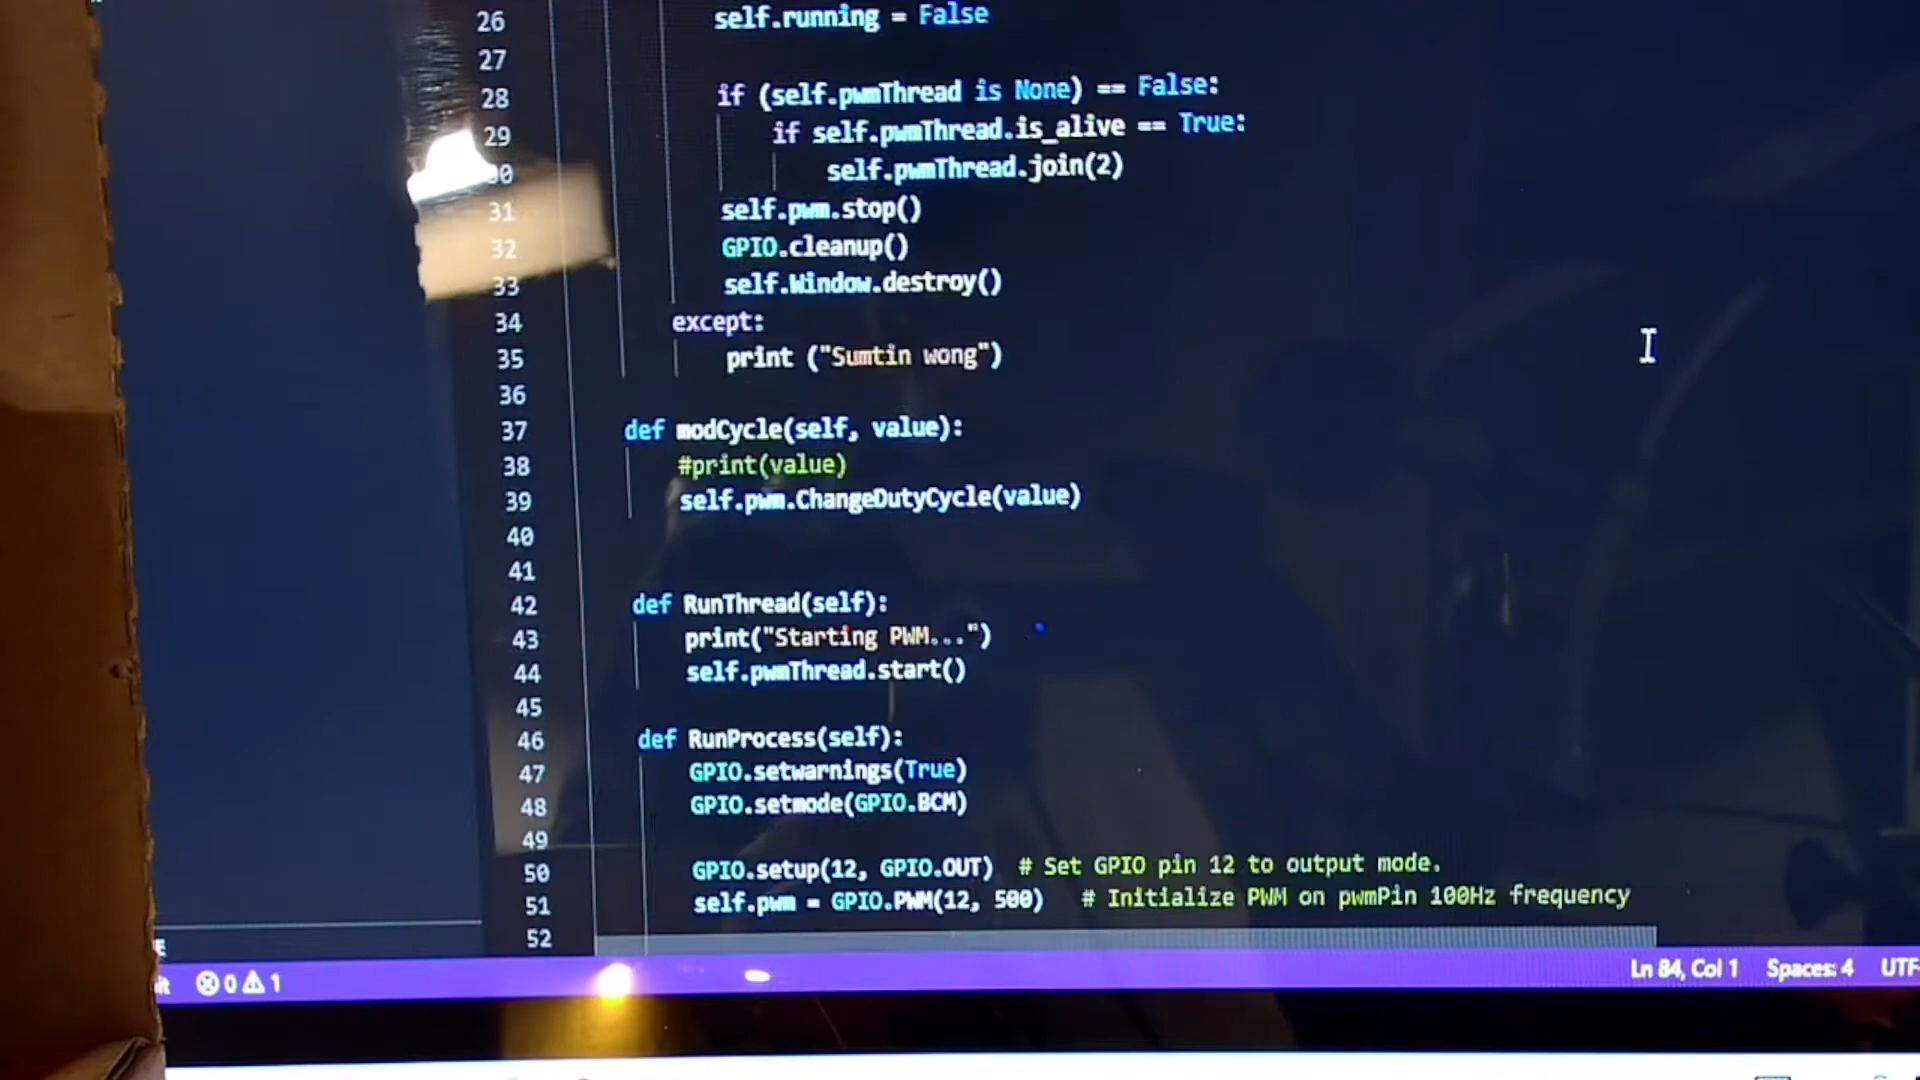 26 self.running = False
27
28 if (self.pwmThread is None) == False:
29 if self.pwmThread.is_alive == True:
30 self.pwmThread.join(2)
31 self.pwm.stop()
32 GPIO.cleanup()
33 self.Window.destroy()
34 except:
35 print ("Sumtin wong")
36
37 def modCycle(self, value):
38 #print(value)
39 self.pwm.ChangeDutyCycle(value)
40
41
42 def RunThread(self):
43 print("Starting PWM...")
44 self.pwmThread.start()
45
46 def RunProcess(self):
47 GPIO.setwarnings(True)
48 GPIO.setmode(GPIO.BCM)
49
50 GPIO.setup(12, GPIO.OUT) # Set GPIO pin 12 to output mode.
51 self.pwm = GPIO.PWM(12, 500) # Initialize PWM on pwmPin 100Hz frequency
52
0 1 Ln 84, Col 1 Spaces: 4 UTF-